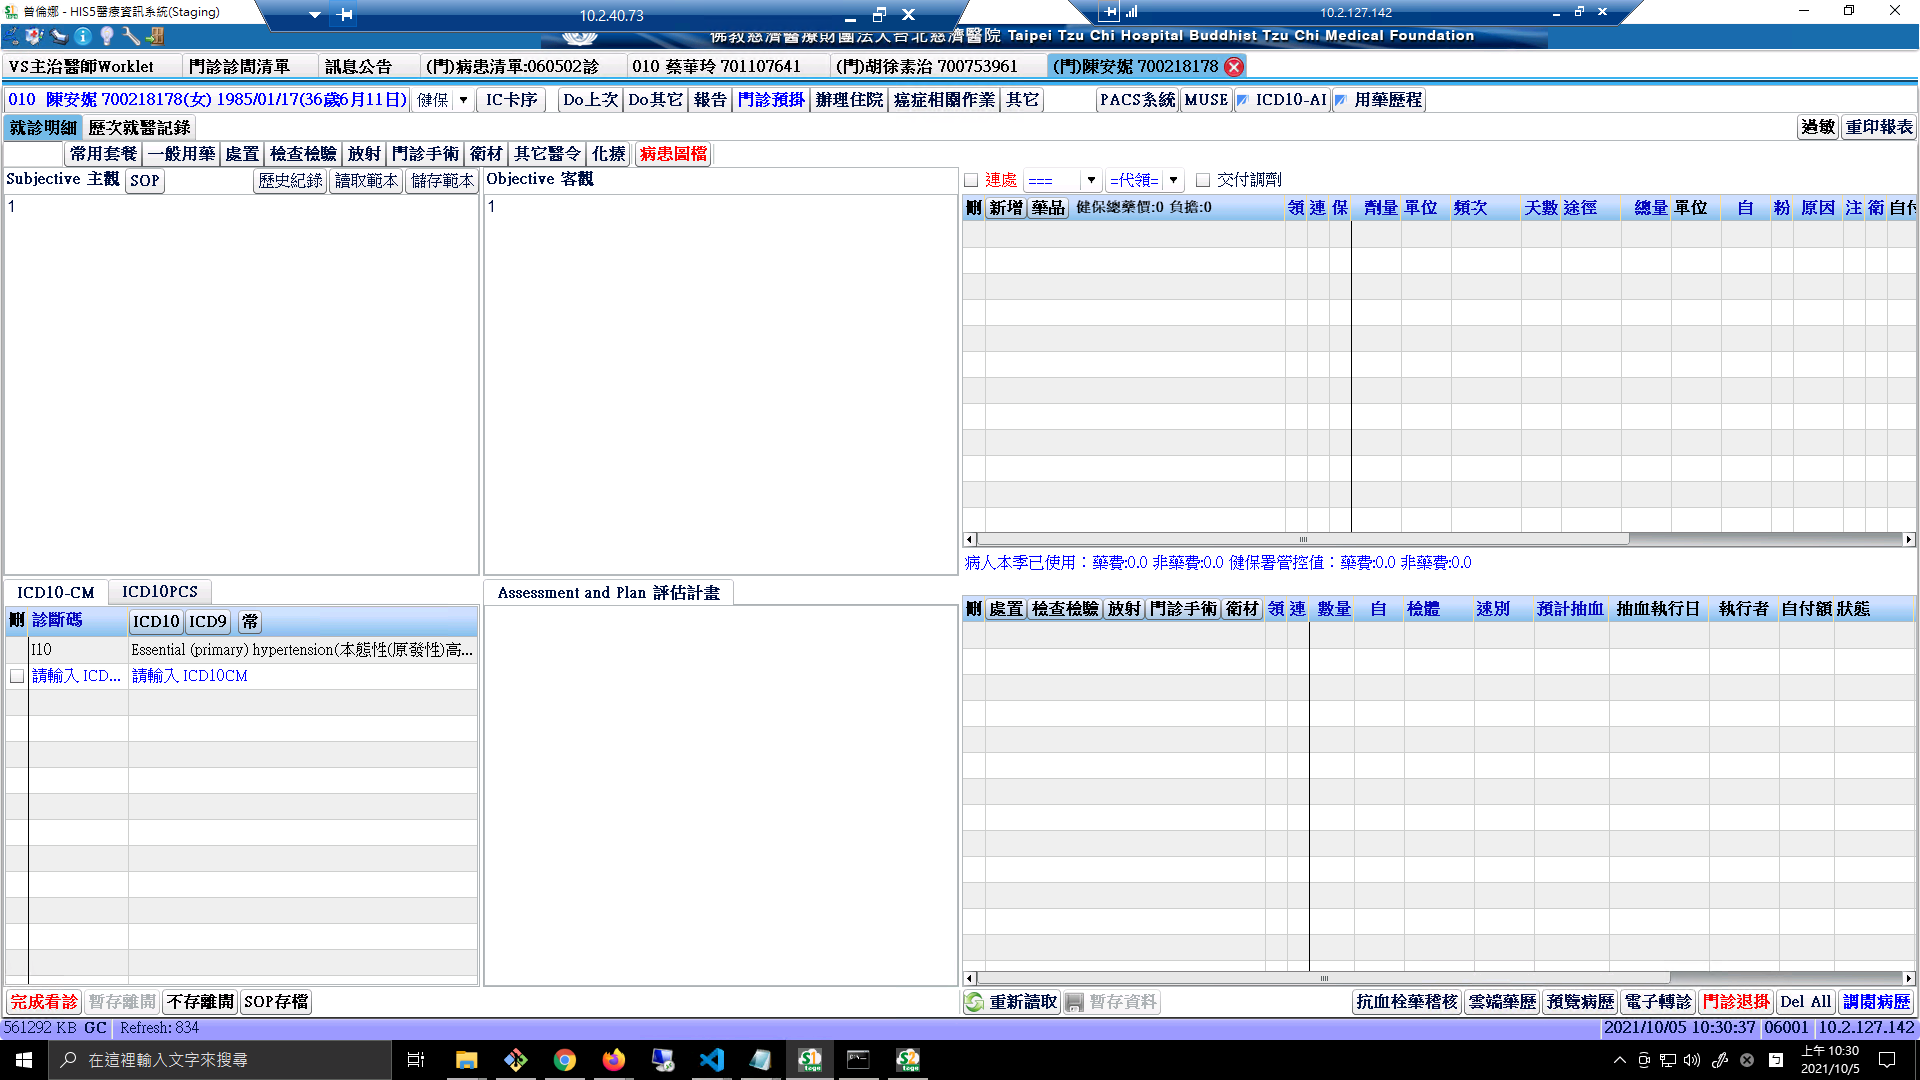 曾倫娜 - HIS5醫療資訊系統(Staging)
10.2.40.73
10.2.127.142
佛教慈濟醫療財團法人台北慈濟醫院 Taipei Tzu Chi Hospital Buddhist Tzu Chi Medical Foundation
VS主治醫師Worklet 門診診間清單 訊息公告 (門)病患清單:060502診 010 蔡華玲 701107641 (門)胡徐素治 700753961 (門)陳安妮 700218178
010 陳安妮 700218178(女) 1985/01/17(36歲6月11日) 健保 IC卡序 Do上次 Do其它 報告 門診預掛 辦理住院 癌症相關作業 其它 PACS系統 MUSE ICD10-AI 用藥歷程
就診明細 歷次就醫記錄 過敏 重印報表
常用套餐 一般用藥 處置 檢查檢驗 放射 門診手術 衛材 其它醫令 化療 病患圖檔
Subjective 主觀 SOP 歷史紀錄 讀取範本 儲存範本
1
Objective 客觀
1
連處 === =代領= 交付調劑
刪 新增 藥品 健保總藥價:0 負擔:0 領 連 保 劑量 單位 頻次 天數 途徑 總量 單位 自 粉 原因 注 衛 自付
病人本季已使用：藥費:0.0 非藥費:0.0 健保署管控值：藥費:0.0 非藥費:0.0
ICD10-CM ICD10PCS
刪 診斷碼 ICD10 ICD9 常
I10 Essential (primary) hypertension(本態性(原發性)高...
請輸入 ICD... 請輸入 ICD10CM
Assessment and Plan 評估計畫
刪 處置 檢查檢驗 放射 門診手術 衛材 領 連 數量 自 檢體 速別 預計抽血 抽血執行日 執行者 自付額 狀態
完成看診 暫存離開 不存離開 SOP存檔
重新讀取 暫存資料 抗血栓藥稽核 雲端藥歷 預覽病歷 電子轉診 門診退掛 Del All 調閱病歷
561292 KB GC Refresh: 834
2021/10/05 10:30:37 06001 10.2.127.142
在這裡輸入文字來搜尋
上午 10:30
2021/10/5